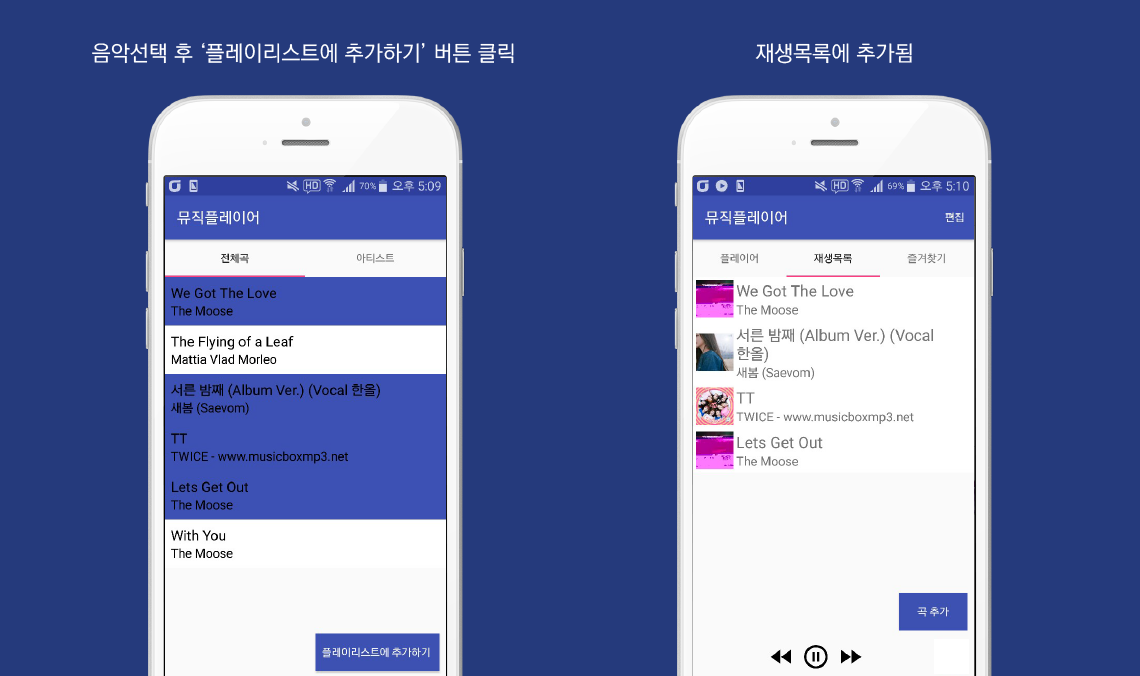 음악선택 후 ‘플레이리스트에 추가하기’ 버튼 클릭
재생목록에 추가됨
HD 70% 오후 5:09
뮤직플레이어
전체곡 아티스트
We Got The Love
The Moose
The Flying of a Leaf
Mattia Vlad Morleo
서른 밤째 (Album Ver.) (Vocal 한올)
새봄 (Saevom)
TT
TWICE - www.musicboxmp3.net
Lets Get Out
The Moose
With You
The Moose
플레이리스트에 추가하기
HD 69% 오후 5:10
뮤직플레이어 편집
플레이어 재생목록 즐겨찾기
We Got The Love
The Moose
서른 밤째 (Album Ver.) (Vocal
한올)
새봄 (Saevom)
TT
TWICE - www.musicboxmp3.net
Lets Get Out
The Moose
곡 추가